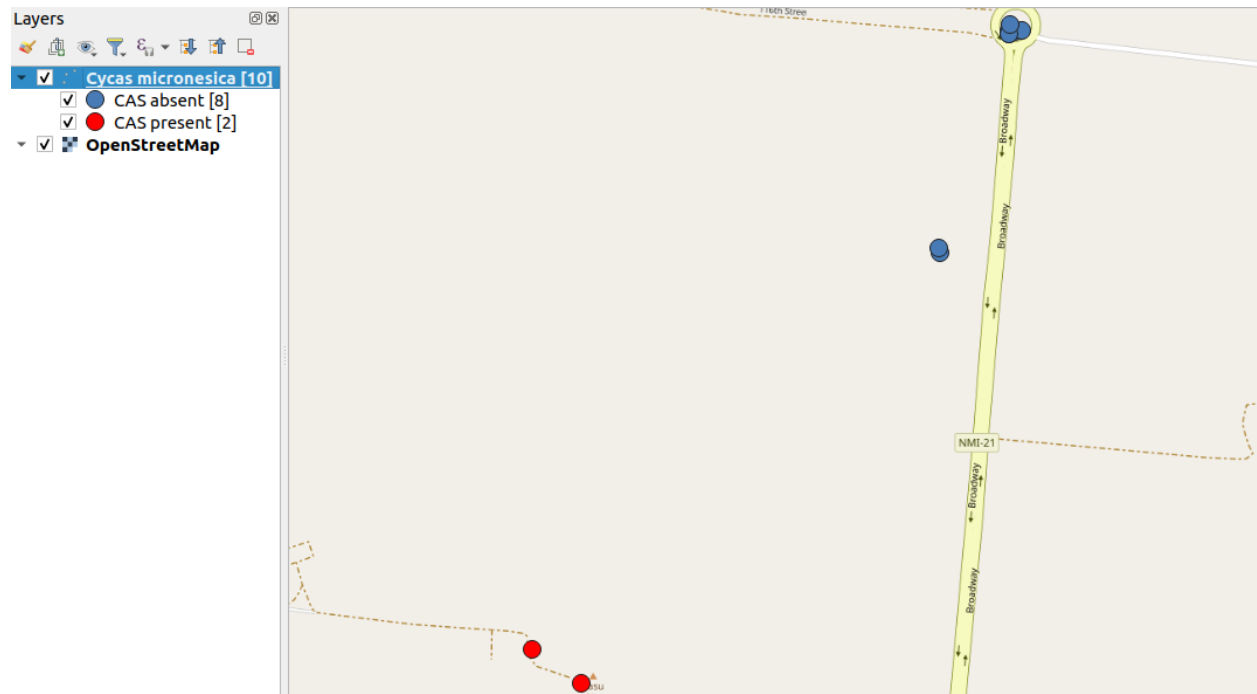 Layers
Cycas micronesica [10]
CAS absent [8]
CAS present [2]
OpenStreetMap
Broadway
Broadway
NMI-21
Broadway
Broadway